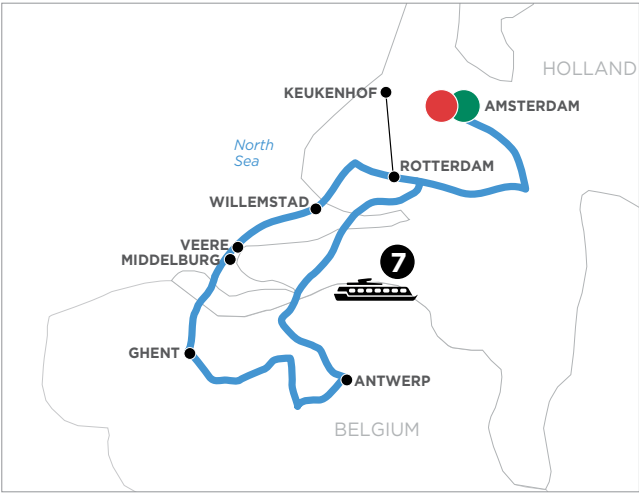 HOLLAND
KEUKENHOF
AMSTERDAM
North
Sea
ROTTERDAM
WILLEMSTAD
VEERE
MIDDELBURG
7
GHENT
ANTWERP
BELGIUM